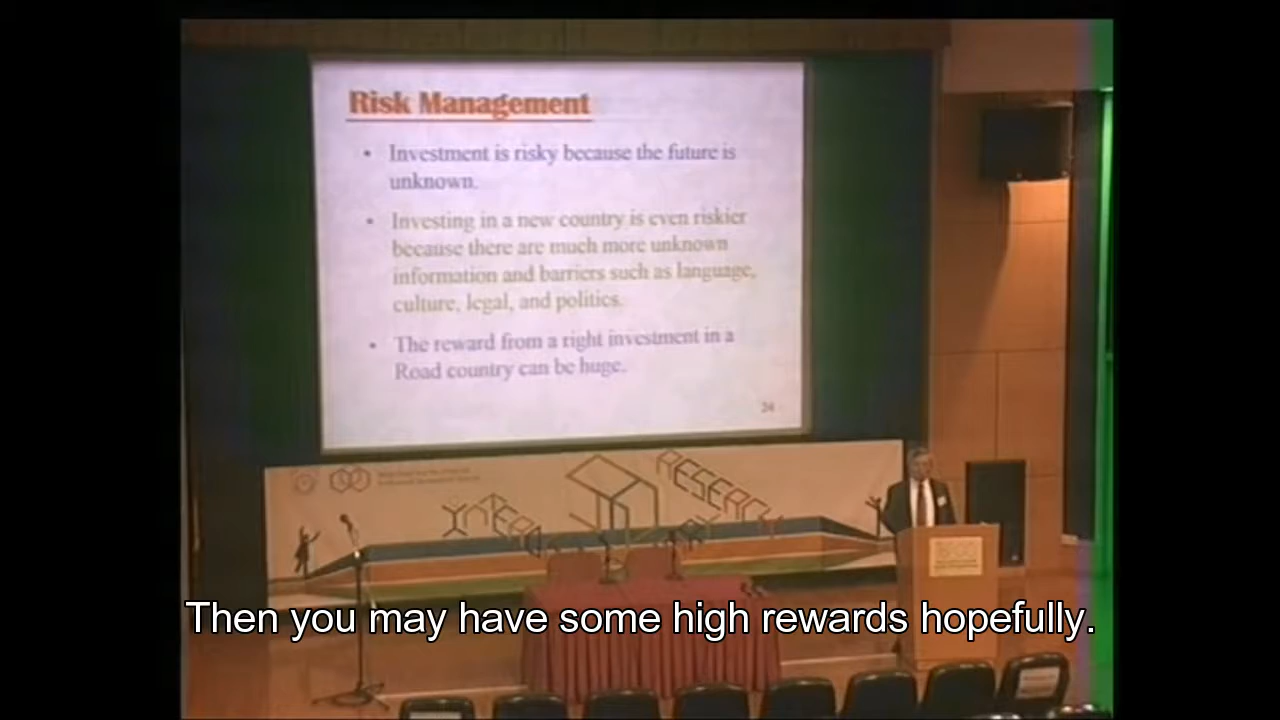 Risk Management
• Investment is risky because the future is
unknown.
• Investing in a new country is even riskier
because there are much more unknown
information and barriers such as language,
culture, legal, and politics.
• The reward from a right investment in a
Road country can be huge.
24
RESEARCH
Then you may have some high rewards hopefully.